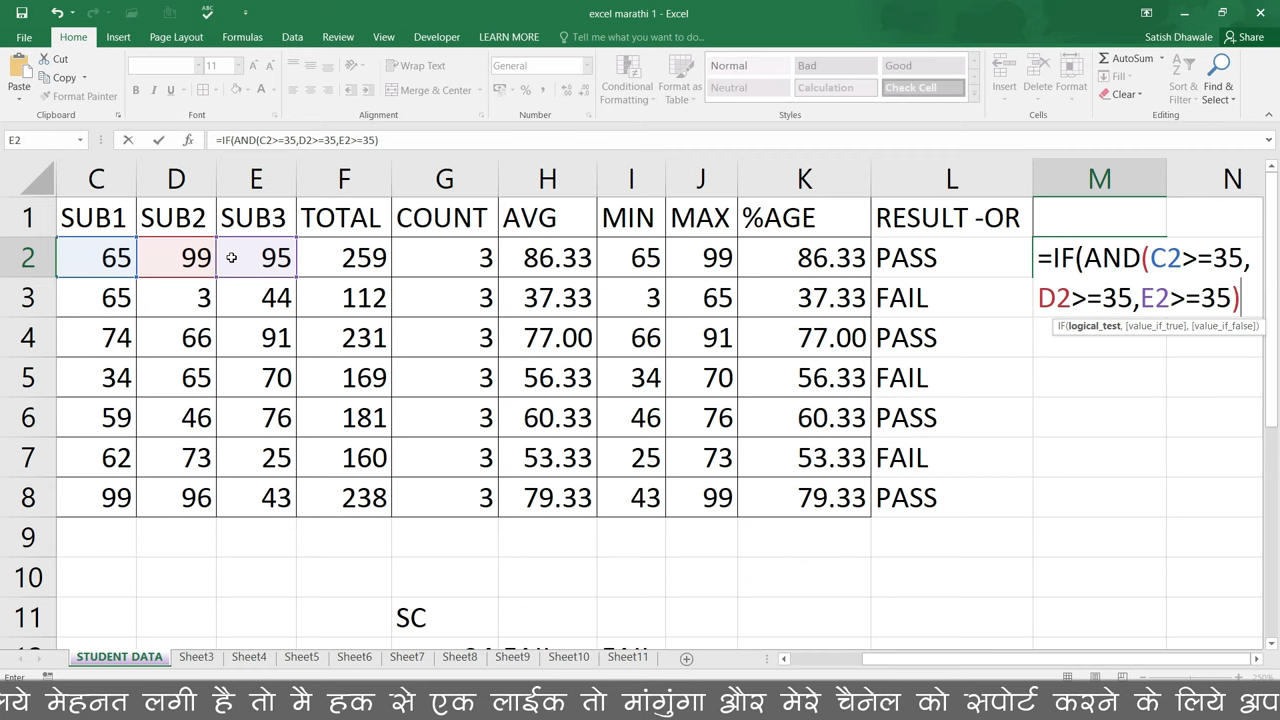 excel marathi 1 - Excel
Satish Dhawale
Share
File Home Insert Page Layout Formulas Data Review View Developer LEARN MORE Tell me what you want to do...
Cut
Copy
Format Painter
Paste
Clipboard
11
B I U
Font
Wrap Text
Merge & Center
Alignment
General
Number
Conditional Formatting
Format as Table
Normal Bad Good
Neutral Calculation Check Cell
Styles
Insert Delete Format
Cells
AutoSum
Fill
Clear
Sort & Filter
Find & Select
Editing
E2 =IF(AND(C2>=35,D2>=35,E2>=35)
C D E F G H I J K L M N
1 SUB1 SUB2 SUB3 TOTAL COUNT AVG MIN MAX %AGE RESULT -OR
2 65 99 95 259 3 86.33 65 99 86.33 PASS =IF(AND(C2>=35,
3 65 3 44 112 3 37.33 3 65 37.33 FAIL D2>=35,E2>=35)
IF(logical_test, [value_if_true], [value_if_false])
4 74 66 91 231 3 77.00 66 91 77.00 PASS
5 34 65 70 169 3 56.33 34 70 56.33 FAIL
6 59 46 76 181 3 60.33 46 76 60.33 PASS
7 62 73 25 160 3 53.33 25 73 53.33 FAIL
8 99 96 43 238 3 79.33 43 99 79.33 PASS
9
10
11 SC
STUDENT DATA Sheet3 Sheet4 Sheet5 Sheet6 Sheet7 Sheet8 Sheet9 Sheet10 Sheet11
Enter
लिये मेहनत लगी है तो मै हक से एक लाईक तो मांगुंगा और मेरे चैनेल को सपोर्ट करने के लिये अप